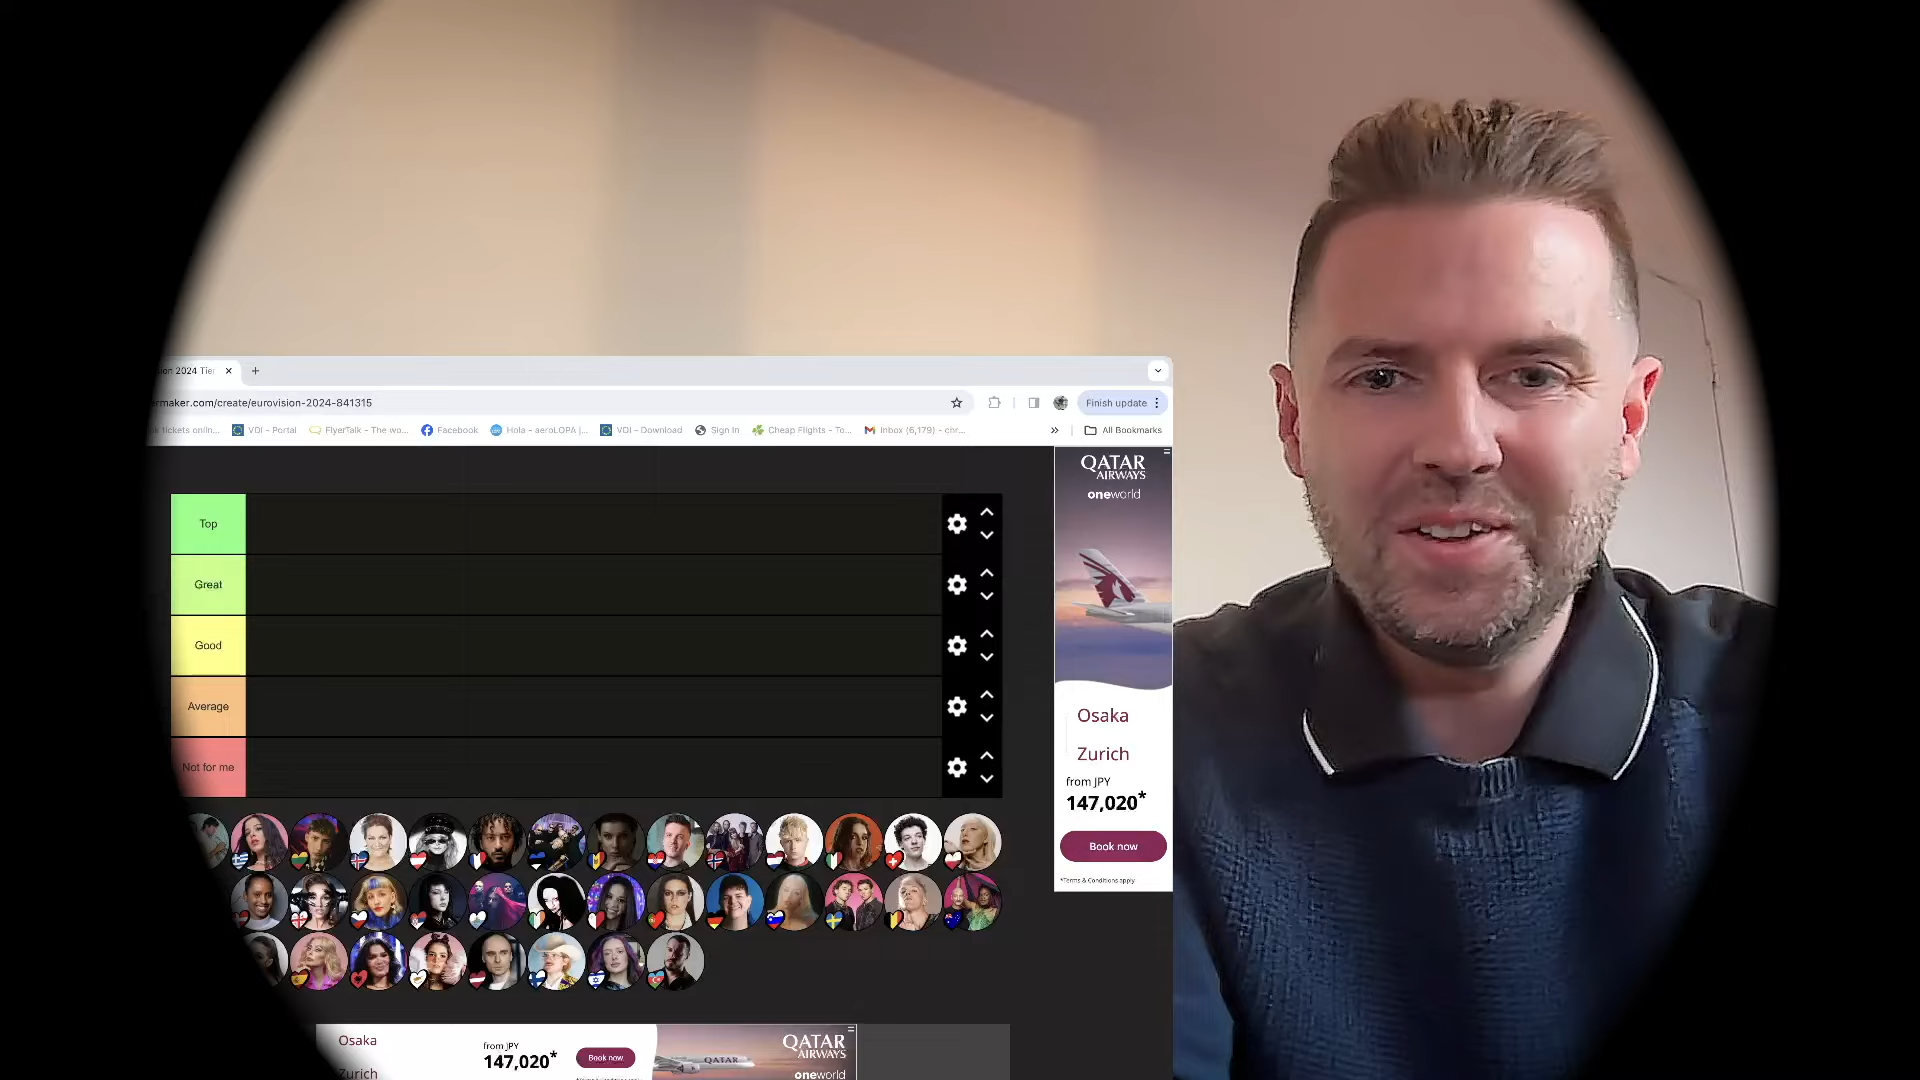 ion 2024 Tier
ermaker.com/create/eurovision-2024-841315
Finish update
k tickets onlin...
VDI - Portal
FlyerTalk - The wo...
Facebook
Hola - aeroLOPA |...
VDI - Download
Sign In
Cheap Flights - To...
Inbox (6,179) - chr...
All Bookmarks
QATAR
AIRWAYS
oneworld
Top
Great
Good
Average
Not for me
Osaka
Zurich
from JPY
147,020*
Book now
*Terms & Conditions apply
Osaka
Zurich
from JPY
147,020*
Book now
QATAR
QATAR
AIRWAYS
oneworld